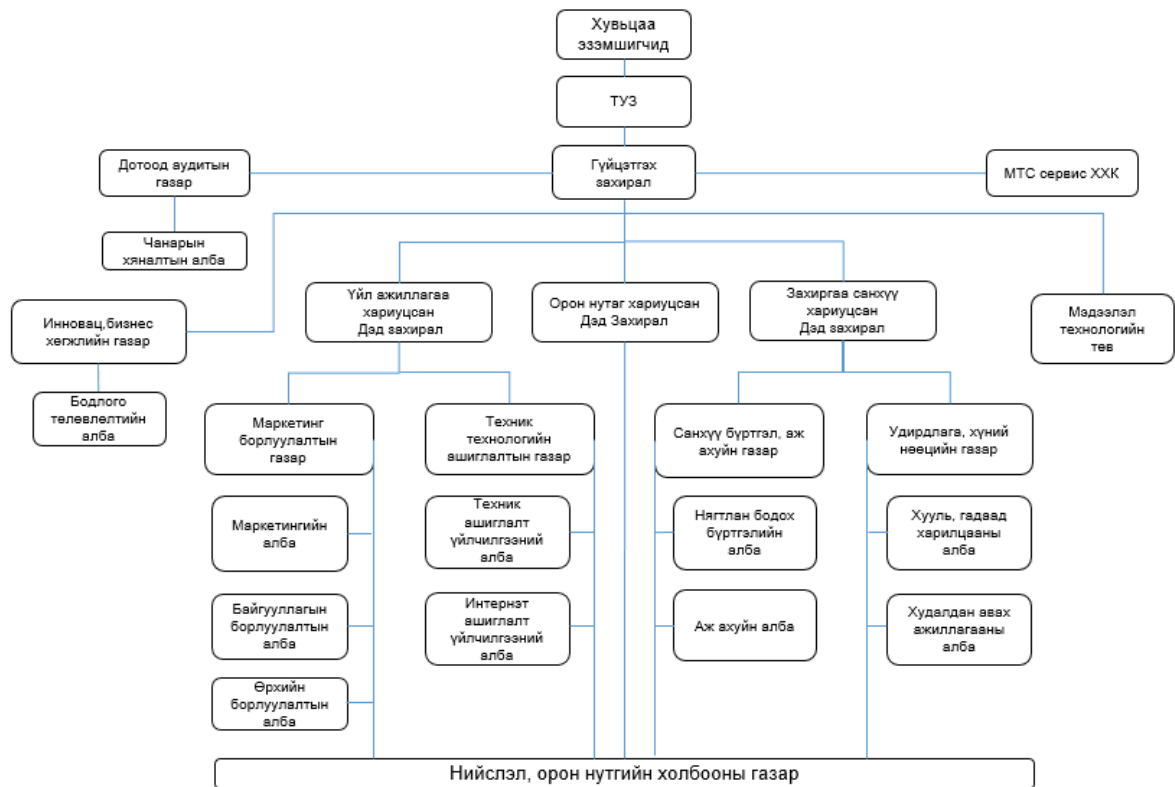 Хувьцаа
эзэмшигчид
ТУЗ
Дотоод аудитын
газар
Гүйцэтгэх
захирал
МТС сервис ХХК
Чанарын
хяналтын алба
Үйл ажиллагаа
хариуцсан
Дэд захирал
Орон нутаг хариуцсан
Дэд Захирал
Захиргаа санхүү
хариуцсан
Дэд захирал
Инновац,бизнес
хөгжлийн газар
Мэдээлэл
технологийн
төв
Бодлого
төлөвлөлтийн
алба
Маркетинг
борлуулалтын
газар
Техник
технологийн
ашиглалтын газар
Санхүү бүртгэл, аж
ахуйн газар
Удирдлага, хүний
нөөцийн газар
Маркетингийн
алба
Техник
ашиглалт
үйлчилгээний
алба
Нягтлан бодох
бүртгэлийн
алба
Хууль, гадаад
харилцааны
алба
Байгууллагын
борлуулалтын
алба
Интернэт
ашиглалт
үйлчилгээний
алба
Аж ахуйн алба
Худалдан авах
ажиллагааны
алба
Өрхийн
борлуулалтын
алба
Нийслэл, орон нутгийн холбооны газар